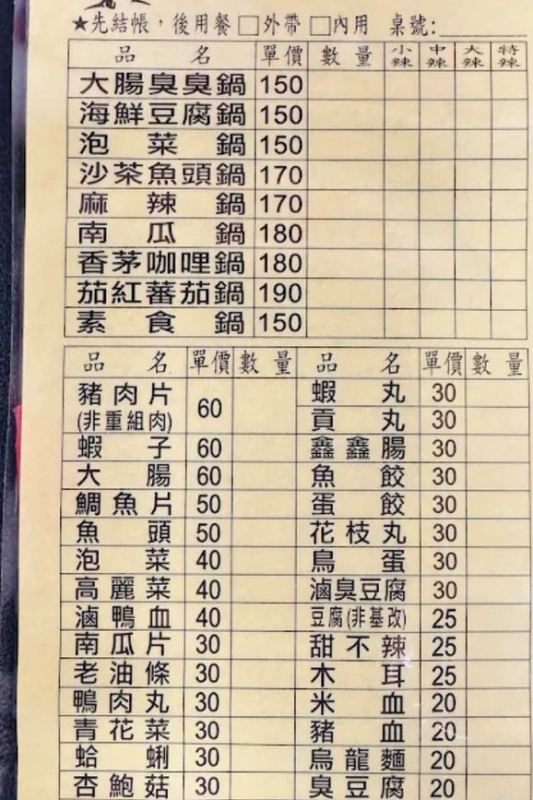 ★先結帳，後用餐 □外帶 □內用 桌號：
品名 單價 數量 小辣 中辣 大辣 特辣
大腸臭臭鍋 150
海鮮豆腐鍋 150
泡菜鍋 150
沙茶魚頭鍋 170
麻辣鍋 170
南瓜鍋 180
香茅咖哩鍋 180
茄紅蕃茄鍋 190
素食鍋 150
品名 單價 數量 品名 單價 數量
豬肉片 60 蝦丸 30
(非重組肉) 貢丸 30
蝦子 60 鑫鑫腸 30
大腸 60 魚餃 30
鯛魚片 50 蛋餃 30
魚頭 50 花枝丸 30
泡菜 40 鳥蛋 30
高麗菜 40 滷臭豆腐 30
滷鴨血 40 豆腐(非基改) 25
南瓜片 30 甜不辣 25
老油條 30 木耳 25
鴨肉丸 30 米血 20
青花菜 30 豬血 20
蛤蜊 30 烏龍麵 20
杏鮑菇 30 臭豆腐 20